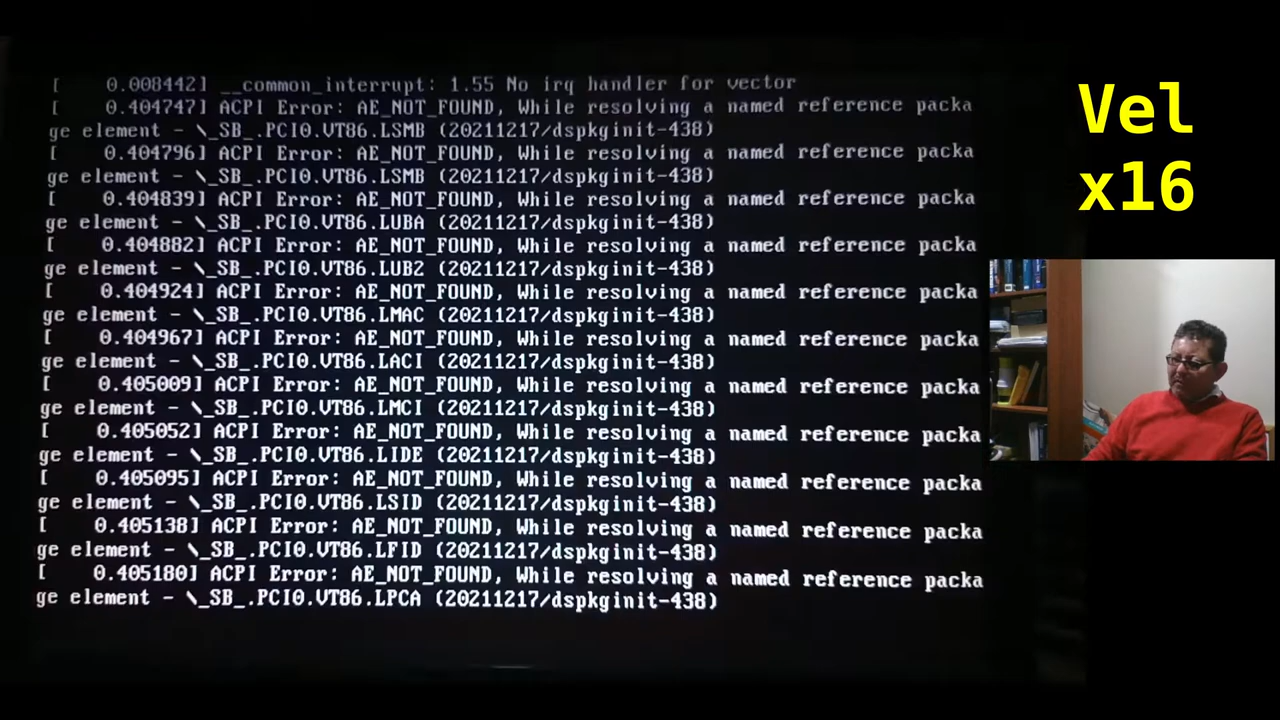 [    0.008442] __common_interrupt: 1.55 No irq handler for vector
[    0.404747] ACPI Error: AE_NOT_FOUND, While resolving a named reference packa
ge element - \_SB_.PCI0.VT86.LSMB (20211217/dspkginit-438)
[    0.404796] ACPI Error: AE_NOT_FOUND, While resolving a named reference packa
ge element - \_SB_.PCI0.VT86.LSMB (20211217/dspkginit-438)
[    0.404839] ACPI Error: AE_NOT_FOUND, While resolving a named reference packa
ge element - \_SB_.PCI0.VT86.LUBA (20211217/dspkginit-438)
[    0.404882] ACPI Error: AE_NOT_FOUND, While resolving a named reference packa
ge element - \_SB_.PCI0.VT86.LUB2 (20211217/dspkginit-438)
[    0.404924] ACPI Error: AE_NOT_FOUND, While resolving a named reference packa
ge element - \_SB_.PCI0.VT86.LMAC (20211217/dspkginit-438)
[    0.404967] ACPI Error: AE_NOT_FOUND, While resolving a named reference packa
ge element - \_SB_.PCI0.VT86.LACI (20211217/dspkginit-438)
[    0.405009] ACPI Error: AE_NOT_FOUND, While resolving a named reference packa
ge element - \_SB_.PCI0.VT86.LMCI (20211217/dspkginit-438)
[    0.405052] ACPI Error: AE_NOT_FOUND, While resolving a named reference packa
ge element - \_SB_.PCI0.VT86.LIDE (20211217/dspkginit-438)
[    0.405095] ACPI Error: AE_NOT_FOUND, While resolving a named reference packa
ge element - \_SB_.PCI0.VT86.LSID (20211217/dspkginit-438)
[    0.405138] ACPI Error: AE_NOT_FOUND, While resolving a named reference packa
ge element - \_SB_.PCI0.VT86.LFID (20211217/dspkginit-438)
[    0.405180] ACPI Error: AE_NOT_FOUND, While resolving a named reference packa
ge element - \_SB_.PCI0.VT86.LPCA (20211217/dspkginit-438)
Vel
x16